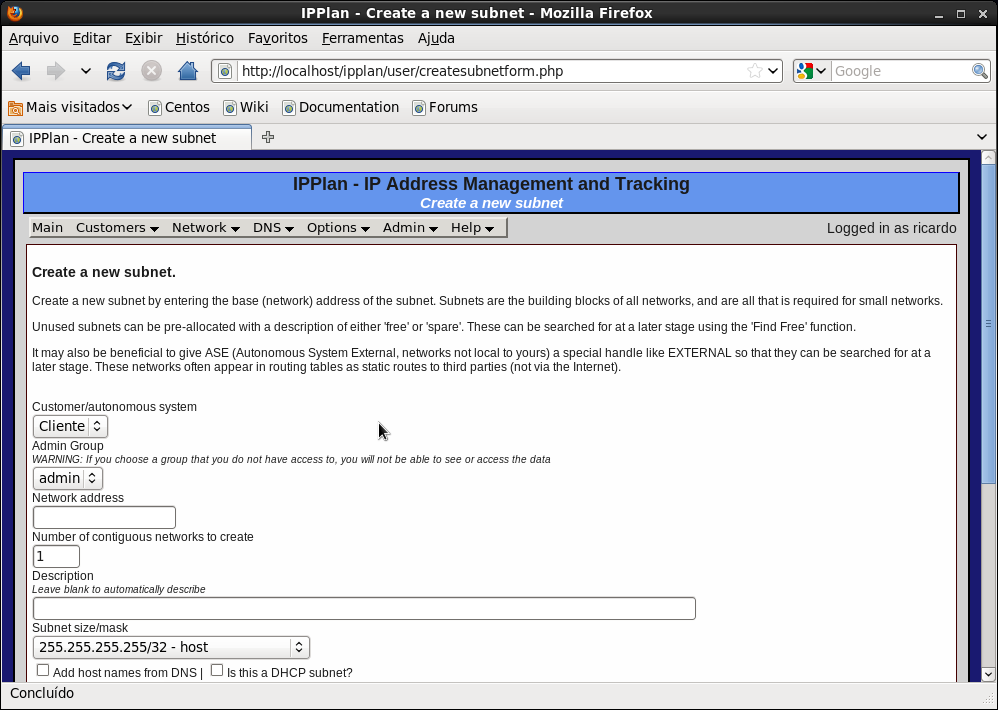 IPPlan - Create a new subnet - Mozilla Firefox
Arquivo Editar Exibir Histórico Favoritos Ferramentas Ajuda
http://localhost/ipplan/user/createsubnetform.php Google
Mais visitados Centos Wiki Documentation Forums
IPPlan - Create a new subnet
IPPlan - IP Address Management and Tracking
Create a new subnet
Main Customers Network DNS Options Admin Help Logged in as ricardo
Create a new subnet.
Create a new subnet by entering the base (network) address of the subnet. Subnets are the building blocks of all networks, and are all that is required for small networks.
Unused subnets can be pre-allocated with a description of either 'free' or 'spare'. These can be searched for at a later stage using the 'Find Free' function.
It may also be beneficial to give ASE (Autonomous System External, networks not local to yours) a special handle like EXTERNAL so that they can be searched for at a
later stage. These networks often appear in routing tables as static routes to third parties (not via the Internet).
Customer/autonomous system
Cliente
Admin Group
WARNING: If you choose a group that you do not have access to, you will not be able to see or access the data
admin
Network address
Number of contiguous networks to create
1
Description
Leave blank to automatically describe
Subnet size/mask
255.255.255.255/32 - host
Add host names from DNS | Is this a DHCP subnet?
Concluído